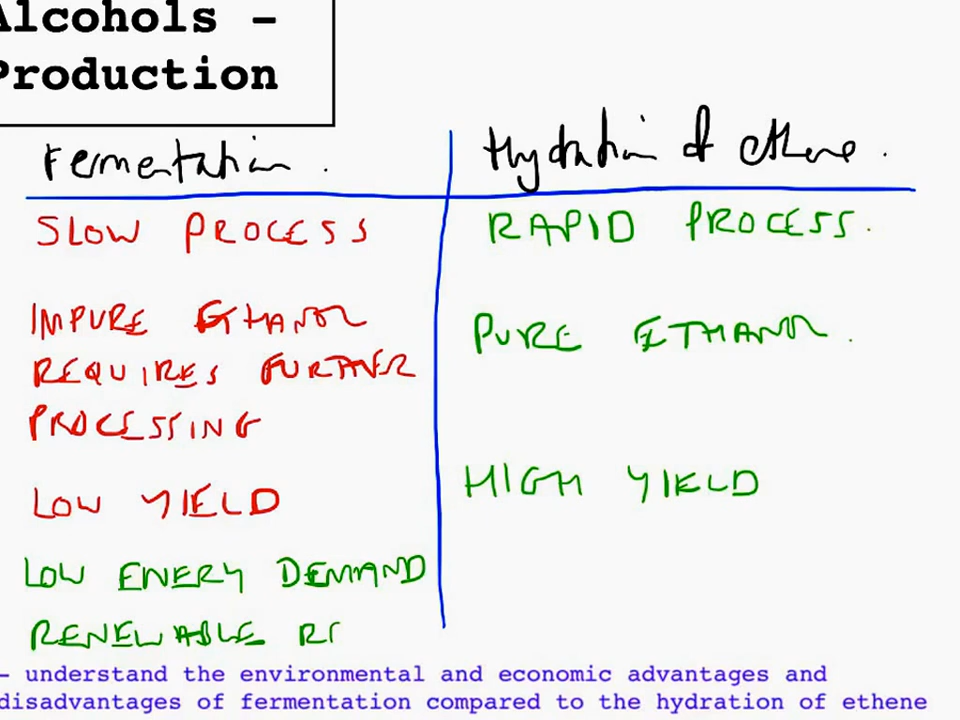 Alcohols –
Production
Fermentation.
Hydration of ethene.
SLOW PROCESS
RAPID PROCESS.
IMPURE ETHANOL
REQUIRES FURTHER
PROCESSING
PURE ETHANOL.
LOW YIELD
HIGH YIELD
LOW ENERY DEMAND
RENEWABLE
– understand the environmental and economic advantages and
disadvantages of fermentation compared to the hydration of ethene